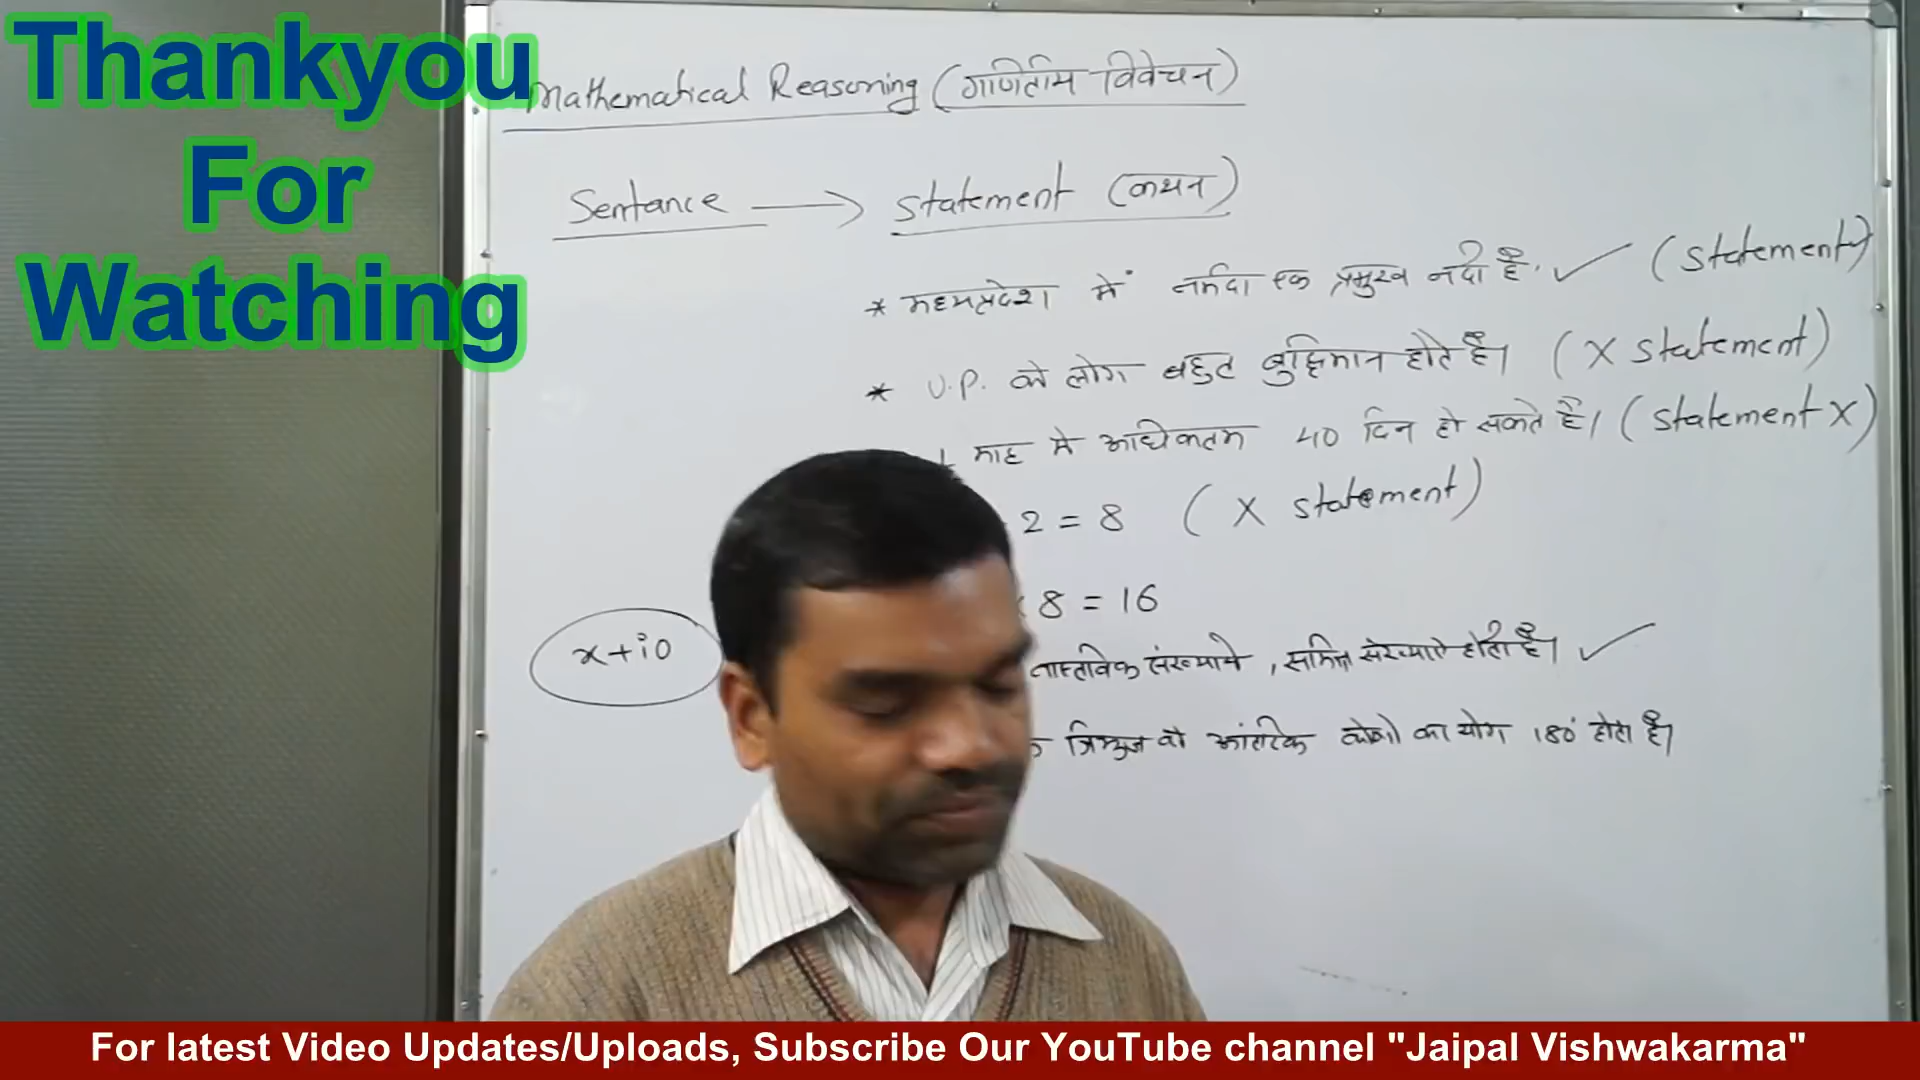 Thankyou
For
Watching
Mathematical Reasoning (गणितीय विवेचन)
Sentance → Statement (कथन)
* मध्यप्रदेश में नर्मदा एक प्रमुख नदी है. ✓ (Statement)
* U.P. के लोग बहुत बुद्धिमान होते है। (X Statement)
माह मे अधिकतम 40 दिन हो सकते है। (Statement X)
2 = 8 (X Statement)
8 = 16
x+i0
वास्तविक संख्याये, समिश्र संख्याऐ होती है। ✓
त्रिभुज के आंतरिक कोणो का योग 180° होता है।
For latest Video Updates/Uploads, Subscribe Our YouTube channel "Jaipal Vishwakarma"